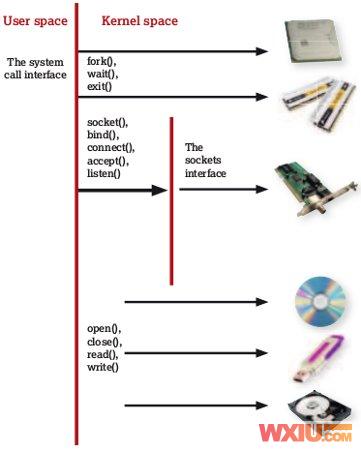 User space
Kernel space
The system
call interface
fork(),
wait(),
exit()
socket(),
bind(),
connect(),
accept(),
listen()
The
sockets
interface
open(),
close(),
read(),
write()
WXIU.COM